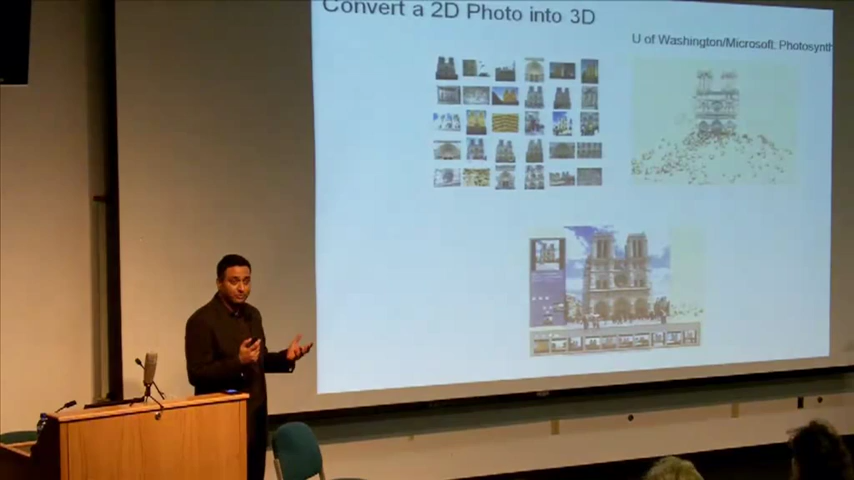 Convert a 2D Photo into 3D
U of Washington/Microsoft: Photosynth